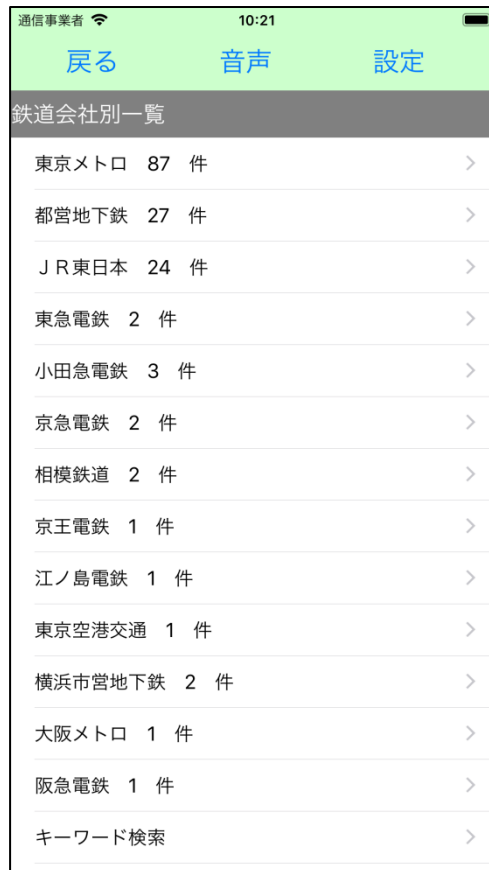 通信事業者 10:21
戻る 音声 設定
鉄道会社別一覧
東京メトロ 87 件
都営地下鉄 27 件
ＪＲ東日本 24 件
東急電鉄 2 件
小田急電鉄 3 件
京急電鉄 2 件
相模鉄道 2 件
京王電鉄 1 件
江ノ島電鉄 1 件
東京空港交通 1 件
横浜市営地下鉄 2 件
大阪メトロ 1 件
阪急電鉄 1 件
キーワード検索